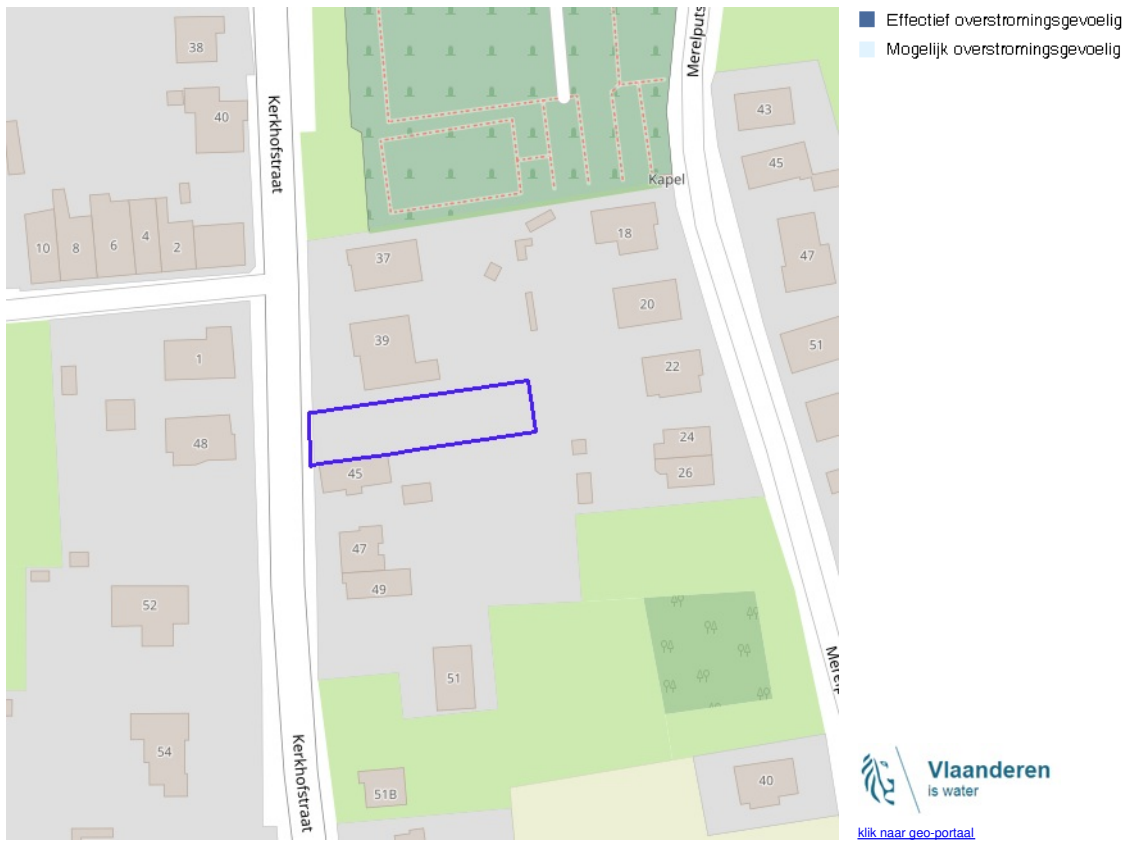 Effectief overstromingsgevoelig
Mogelijk overstromingsgevoelig
38
40
Kerkhofstraat
Merelputs
43
45
Kapel
10
8
6
4
2
37
18
47
20
39
1
51
22
48
24
45
26
47
49
52
51
Merelp
54
Kerkhofstraat
51B
40
Vlaanderen
is water
klik naar geo-portaal